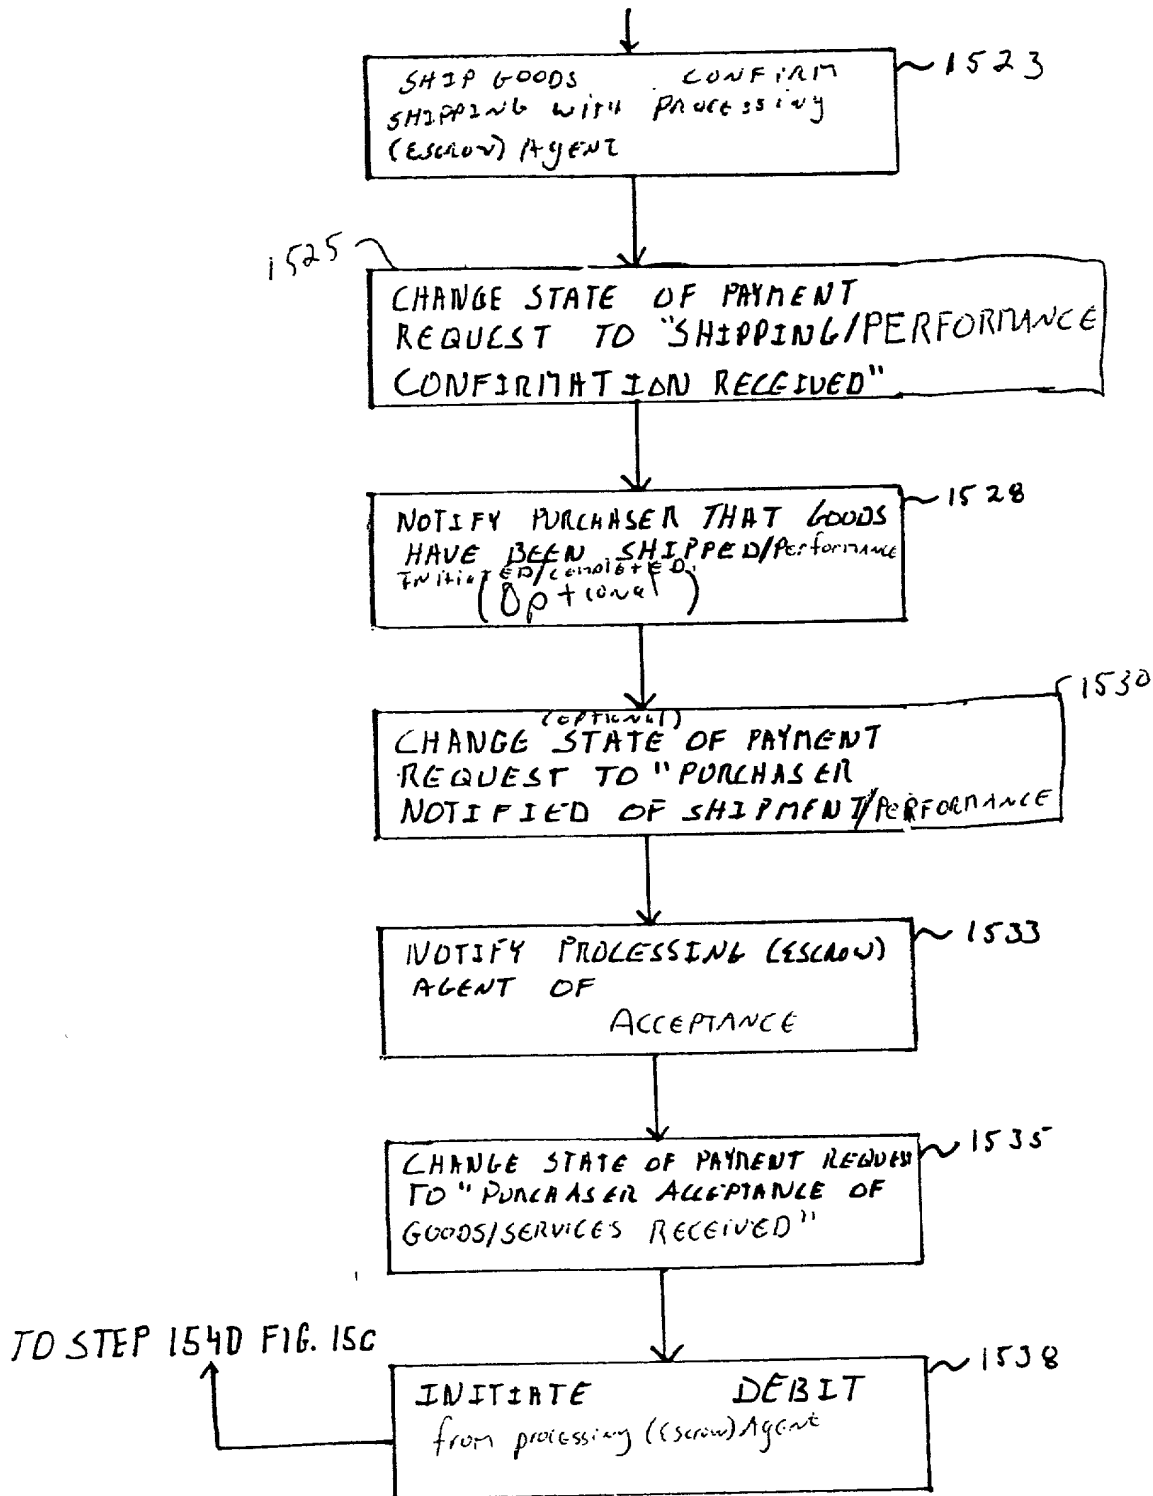 1523
SHIP GOODS CONFIRM
SHIPPING WITH PROCESSING
(ESCROW) AGENT
1525
CHANGE STATE OF PAYMENT
REQUEST TO "SHIPPING/PERFORMANCE
CONFIRMATION RECEIVED"
1528
NOTIFY PURCHASER THAT GOODS
HAVE BEEN SHIPPED/Performance
INitiatED/COMPLETED.
(Optional)
1530
(OPTIONAL)
CHANGE STATE OF PAYMENT
REQUEST TO "PURCHASER
NOTIFIED OF SHIPMENT/PERFORMANCE
1533
NOTIFY PROCESSING (ESCROW)
AGENT OF
ACCEPTANCE
1535
CHANGE STATE OF PAYMENT REQUEST
TO "PURCHASER ACCEPTANCE OF
GOODS/SERVICES RECEIVED"
TO STEP 1540 FIG. 15C
1538
INITIATE DEBIT
from processing (Escrow) Agent